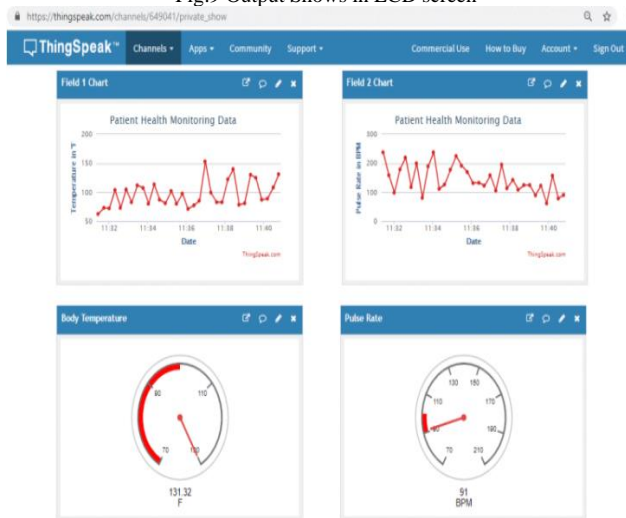 Fig.9 Output Shows in LCD screen
https://thingspeak.com/channels/649041/private_show
ThingSpeak™ Channels Apps Community Support Commercial Use How to Buy Account Sign Out
Field 1 Chart
Patient Health Monitoring Data
Temperature in °F
200
150
100
50
11:32 11:34 11:36 11:38 11:40
Date
ThingSpeak.com
Field 2 Chart
Patient Health Monitoring Data
Pulse Rate in BPM
300
200
100
0
11:32 11:34 11:36 11:38 11:40
Date
ThingSpeak.com
Body Temperature
70
90
110
131.32
F
Pulse Rate
70
110
130
170
190
210
91
BPM